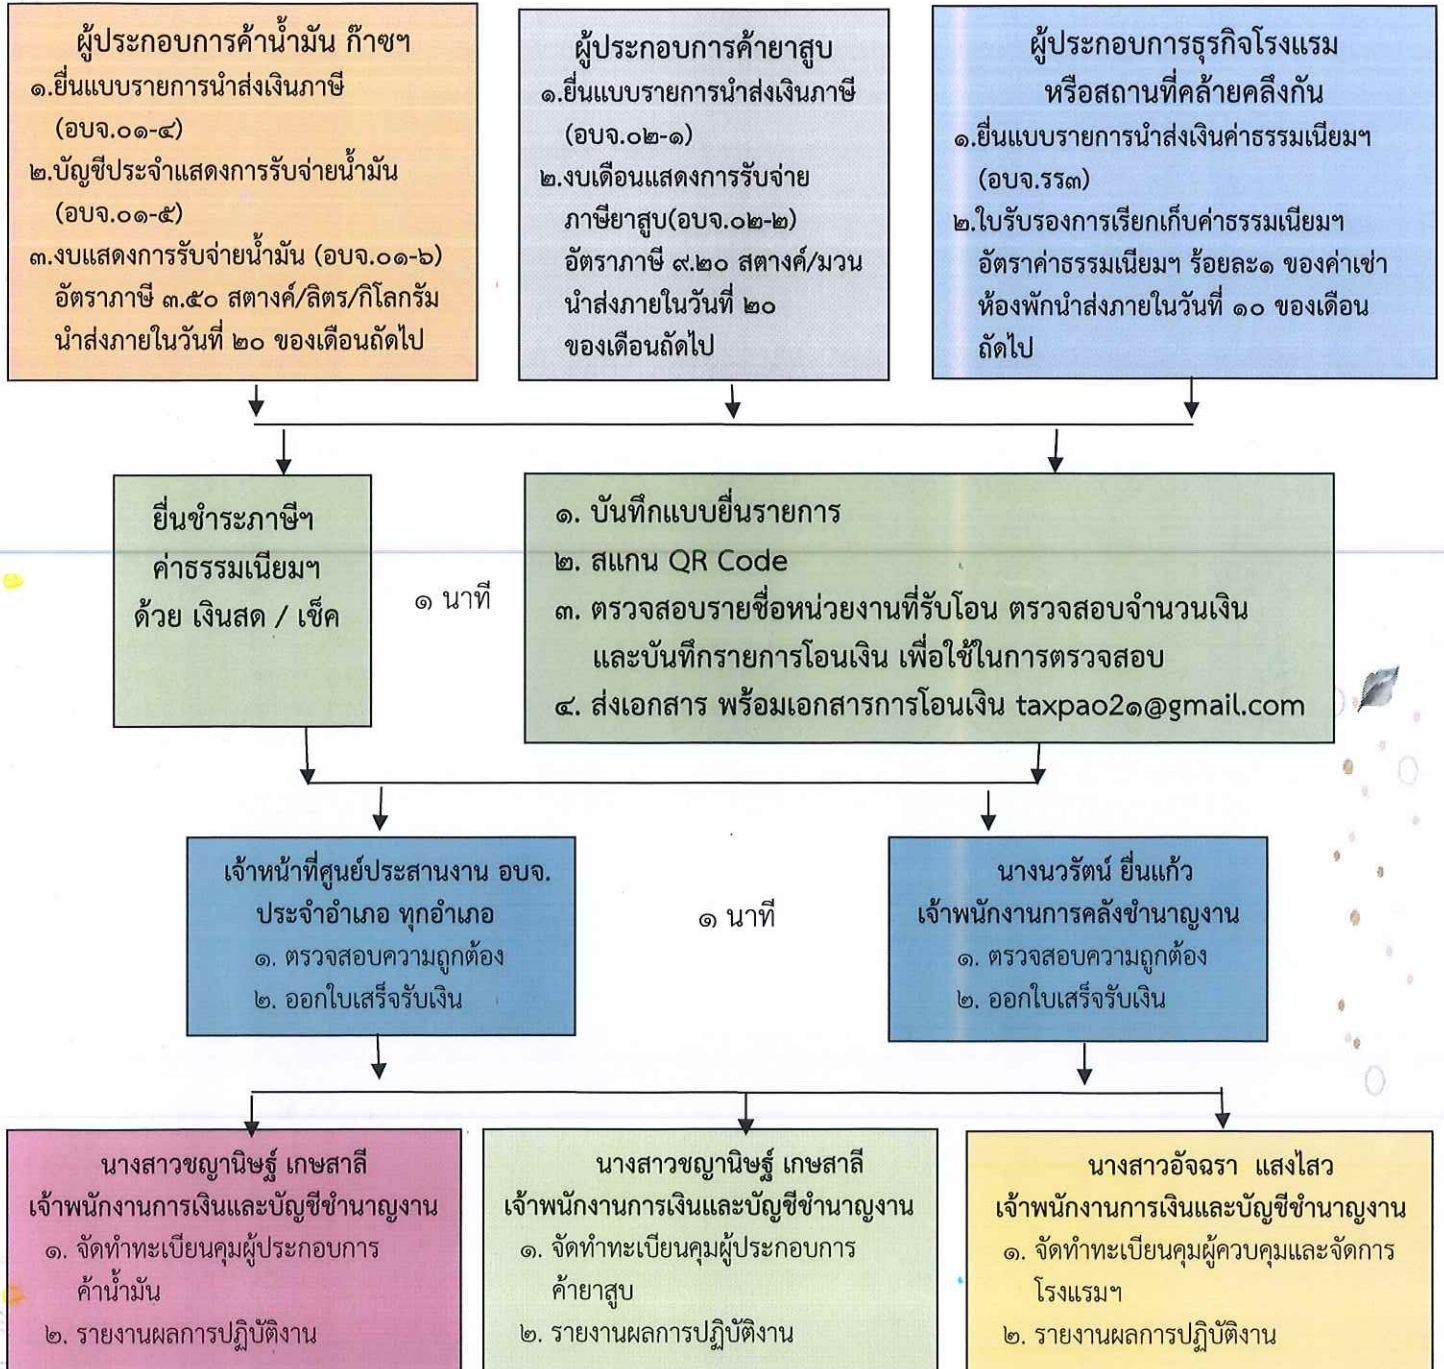 ผู้ประกอบการค้าน้ำมัน ก๊าซฯ
๑.ยื่นแบบรายการนำส่งเงินภาษี
(อบจ.๐๑-๔)
๒.บัญชีประจำแสดงการรับจ่ายน้ำมัน
(อบจ.๐๑-๕)
๓.งบแสดงการรับจ่ายน้ำมัน (อบจ.๐๑-๖)
อัตราภาษี ๓.๕๐ สตางค์/ลิตร/กิโลกรัม
นำส่งภายในวันที่ ๒๐ ของเดือนถัดไป
ผู้ประกอบการค้ายาสูบ
๑.ยื่นแบบรายการนำส่งเงินภาษี
(อบจ.๐๒-๑)
๒.งบเดือนแสดงการรับจ่าย
ภาษียาสูบ(อบจ.๐๒-๒)
อัตราภาษี ๙.๒๐ สตางค์/มวน
นำส่งภายในวันที่ ๒๐
ของเดือนถัดไป
ผู้ประกอบการธุรกิจโรงแรม
หรือสถานที่คล้ายคลึงกัน
๑.ยื่นแบบรายการนำส่งเงินค่าธรรมเนียมฯ
(อบจ.รร๓)
๒.ใบรับรองการเรียกเก็บค่าธรรมเนียมฯ
อัตราค่าธรรมเนียมฯ ร้อยละ๑ ของค่าเช่า
ห้องพักนำส่งภายในวันที่ ๑๐ ของเดือน
ถัดไป
ยื่นชำระภาษีฯ
ค่าธรรมเนียมฯ
ด้วย เงินสด / เช็ค
๑ นาที
๑. บันทึกแบบยื่นรายการ
๒. สแกน QR Code
๓. ตรวจสอบรายชื่อหน่วยงานที่รับโอน ตรวจสอบจำนวนเงิน
และบันทึกรายการโอนเงิน เพื่อใช้ในการตรวจสอบ
๔. ส่งเอกสาร พร้อมเอกสารการโอนเงิน taxpao2๑@gmail.com
เจ้าหน้าที่ศูนย์ประสานงาน อบจ.
ประจำอำเภอ ทุกอำเภอ
๑. ตรวจสอบความถูกต้อง
๒. ออกใบเสร็จรับเงิน
๑ นาที
นางนวรัตน์ ยื่นแก้ว
เจ้าพนักงานการคลังชำนาญงาน
๑. ตรวจสอบความถูกต้อง
๒. ออกใบเสร็จรับเงิน
นางสาวชญานิษฐ์ เกษสาลี
เจ้าพนักงานการเงินและบัญชีชำนาญงาน
๑. จัดทำทะเบียนคุมผู้ประกอบการ
ค้าน้ำมัน
๒. รายงานผลการปฏิบัติงาน
นางสาวชญานิษฐ์ เกษสาลี
เจ้าพนักงานการเงินและบัญชีชำนาญงาน
๑. จัดทำทะเบียนคุมผู้ประกอบการ
ค้ายาสูบ
๒. รายงานผลการปฏิบัติงาน
นางสาวอัจฉรา แสงไสว
เจ้าพนักงานการเงินและบัญชีชำนาญงาน
๑. จัดทำทะเบียนคุมผู้ควบคุมและจัดการ
โรงแรมฯ
๒. รายงานผลการปฏิบัติงาน